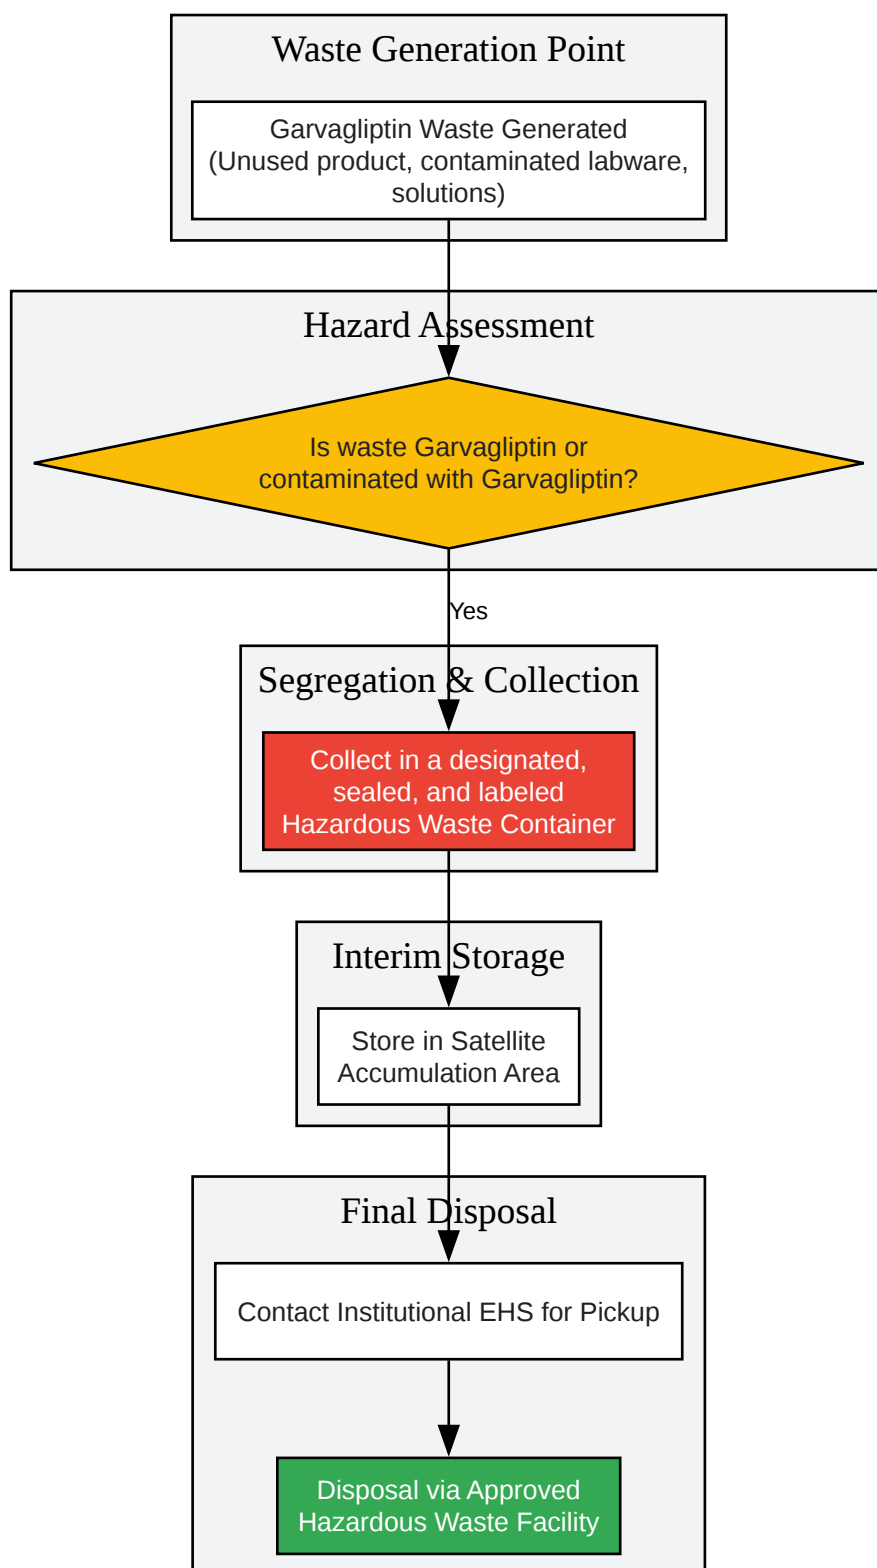 Waste Generation Point
Garvagliptin Waste Generated
(Unused product, contaminated labware,
solutions)
Hazard Assessment
Is waste Garvagliptin or
contaminated with Garvagliptin?
Yes
Segregation & Collection
Collect in a designated,
sealed, and labeled
Hazardous Waste Container
Interim Storage
Store in Satellite
Accumulation Area
Final Disposal
Contact Institutional EHS for Pickup
Disposal via Approved
Hazardous Waste Facility